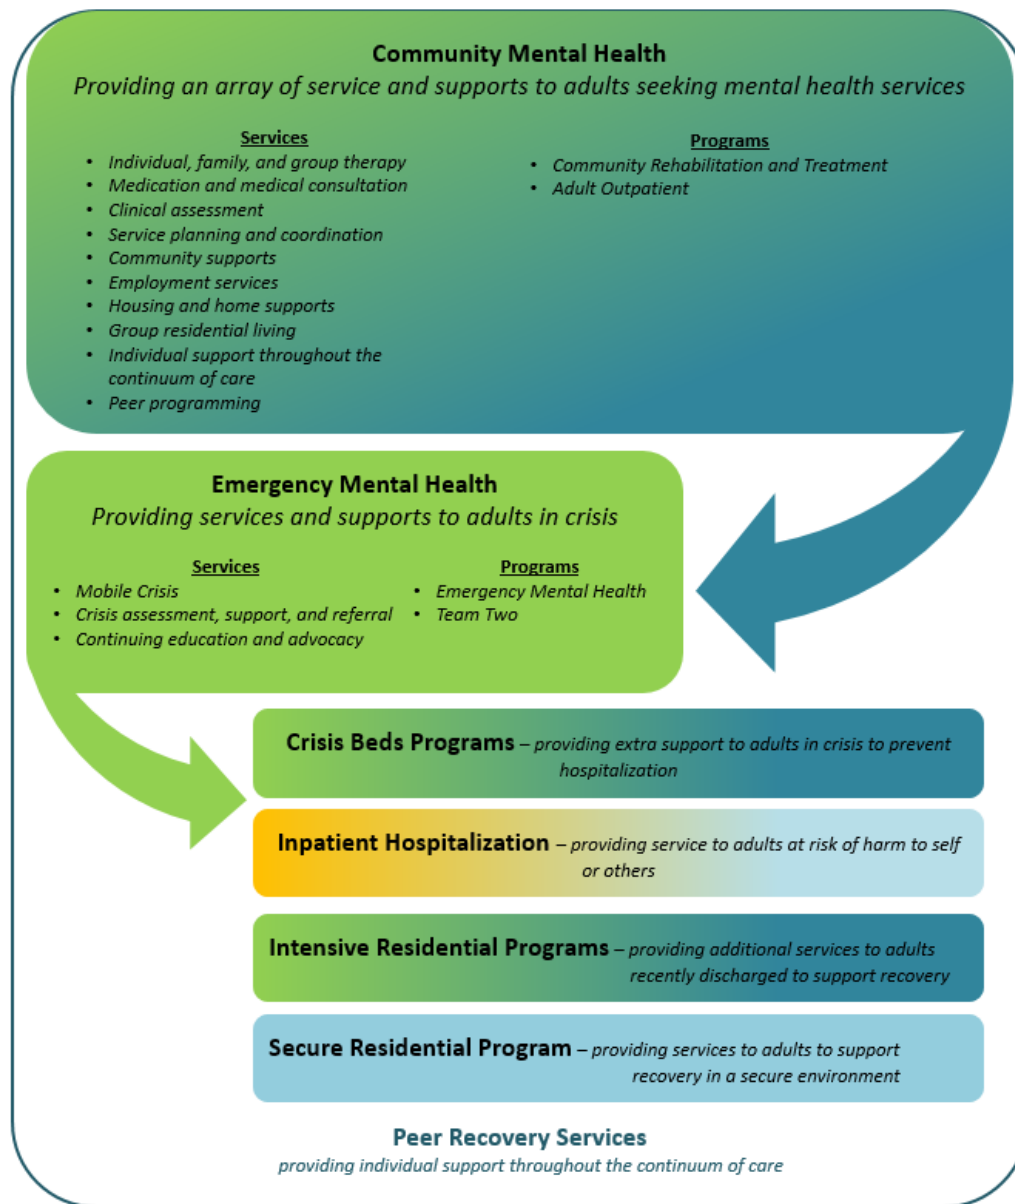 Community Mental Health
Providing an array of service and supports to adults seeking mental health services
Services
• Individual, family, and group therapy
• Medication and medical consultation
• Clinical assessment
• Service planning and coordination
• Community supports
• Employment services
• Housing and home supports
• Group residential living
• Individual support throughout the
continuum of care
• Peer programming
Programs
• Community Rehabilitation and Treatment
• Adult Outpatient
Emergency Mental Health
Providing services and supports to adults in crisis
Services
• Mobile Crisis
• Crisis assessment, support, and referral
• Continuing education and advocacy
Programs
• Emergency Mental Health
• Team Two
Crisis Beds Programs – providing extra support to adults in crisis to prevent
hospitalization
Inpatient Hospitalization – providing service to adults at risk of harm to self
or others
Intensive Residential Programs – providing additional services to adults
recently discharged to support recovery
Secure Residential Program – providing services to adults to support
recovery in a secure environment
Peer Recovery Services
providing individual support throughout the continuum of care